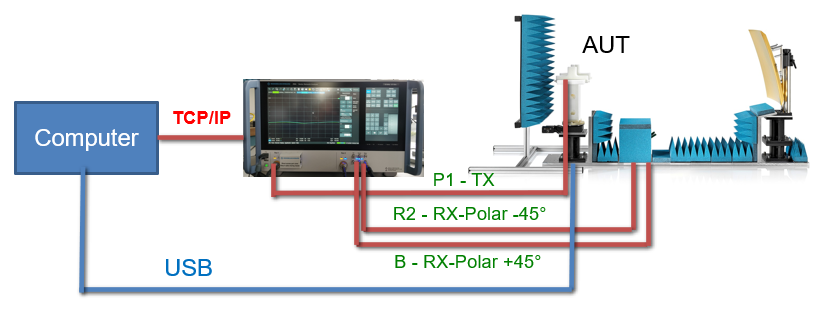 AUT
TCP/IP
Computer
P1 - TX
R2 - RX-Polar -45°
B - RX-Polar +45°
USB